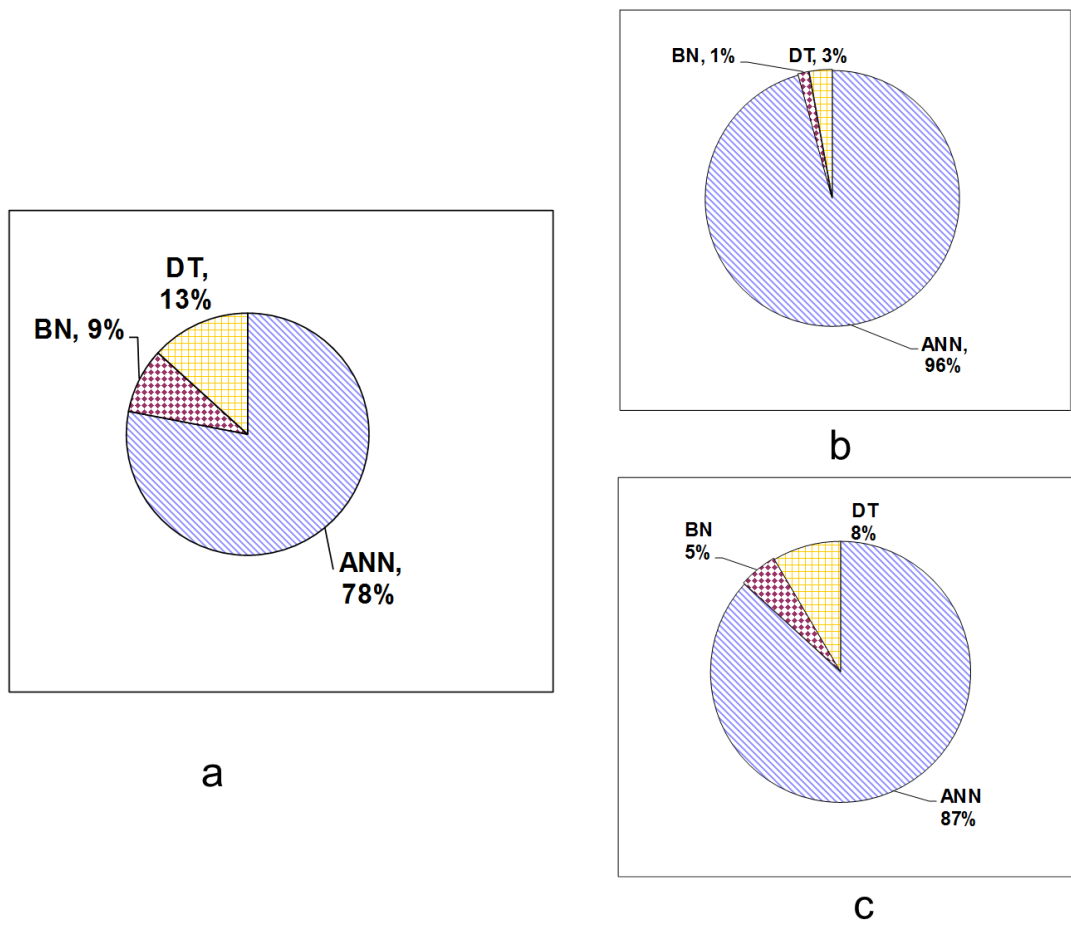 DT,
13%
BN, 9%
ANN,
78%
a
BN, 1%
DT, 3%
ANN,
96%
b
DT
8%
BN
5%
ANN
87%
c